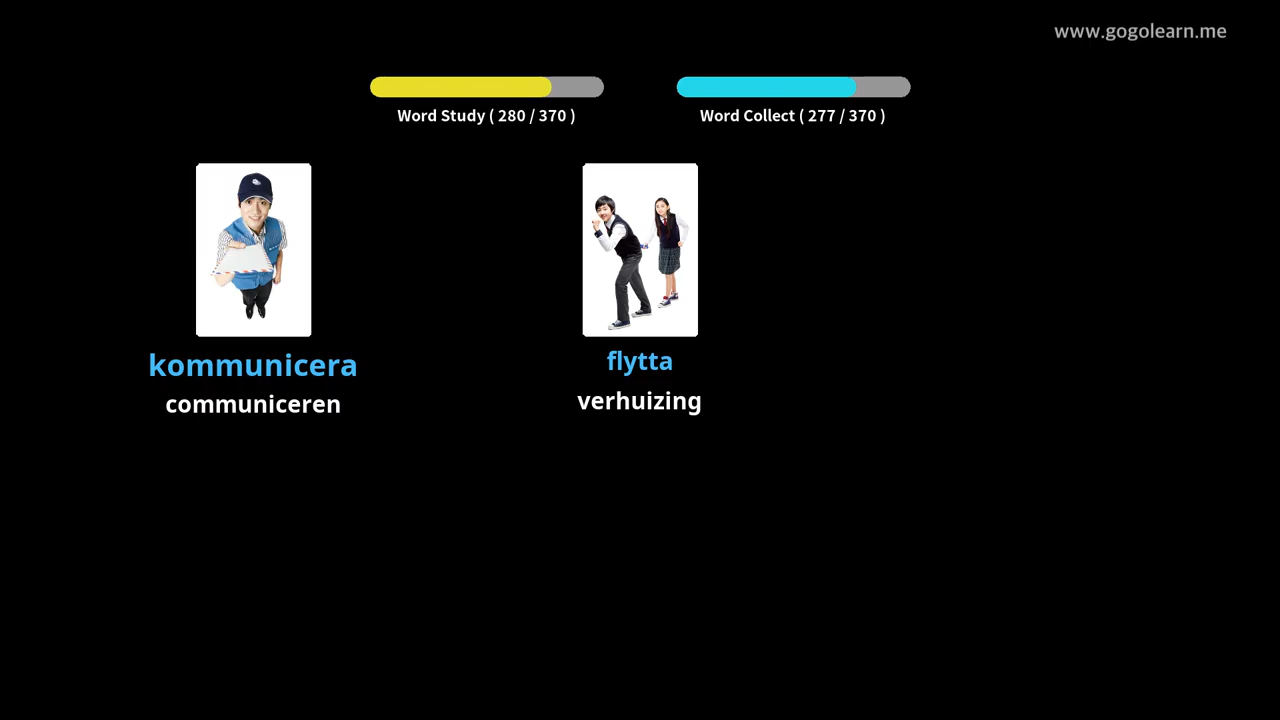 www.gogolearn.me
Word Study ( 280 / 370 )
Word Collect ( 277 / 370 )
kommunicera
communiceren
flytta
verhuizing